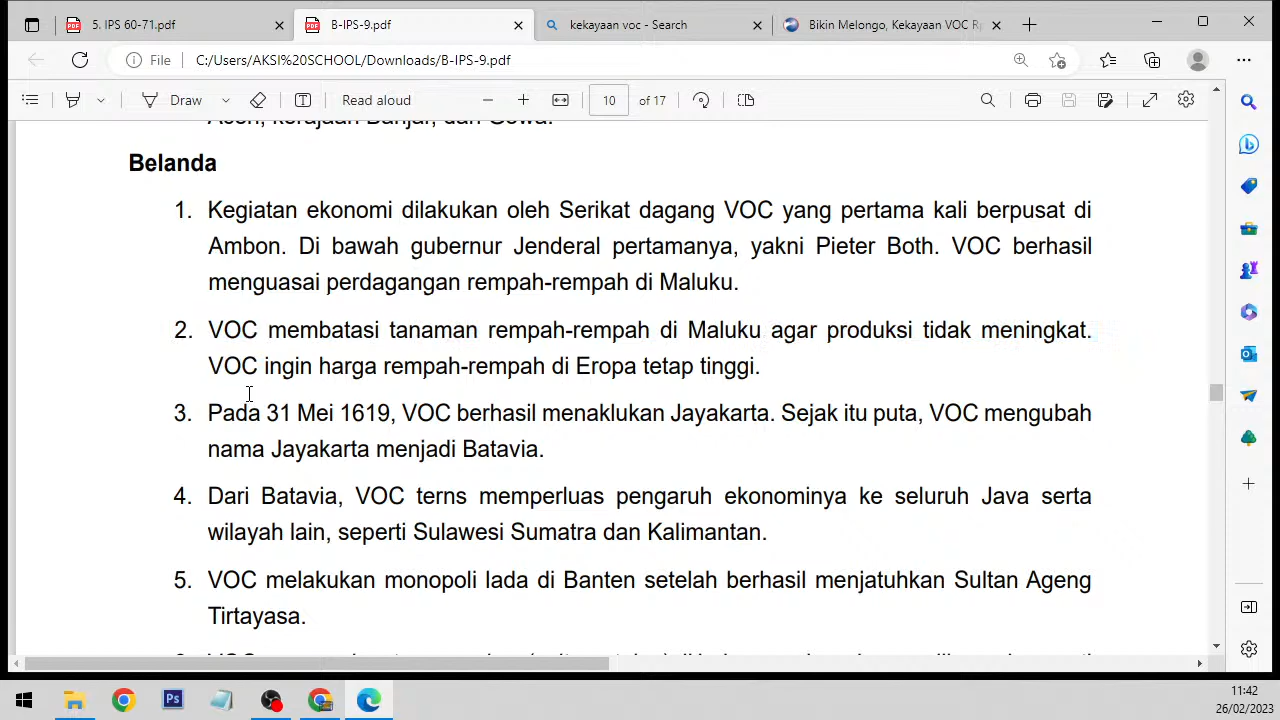 5. IPS 60-71.pdf
B-IPS-9.pdf
kekayaan voc - Search
Bikin Melongo, Kekayaan VOC
File
C:/Users/AKSI%20SCHOOL/Downloads/B-IPS-9.pdf
Draw
Read aloud
10 of 17
Aceh, kerajaan Banjar, dan Gowa.
Belanda
1. Kegiatan ekonomi dilakukan oleh Serikat dagang VOC yang pertama kali berpusat di
Ambon. Di bawah gubernur Jenderal pertamanya, yakni Pieter Both. VOC berhasil
menguasai perdagangan rempah-rempah di Maluku.
2. VOC membatasi tanaman rempah-rempah di Maluku agar produksi tidak meningkat.
VOC ingin harga rempah-rempah di Eropa tetap tinggi.
3. Pada 31 Mei 1619, VOC berhasil menaklukan Jayakarta. Sejak itu puta, VOC mengubah
nama Jayakarta menjadi Batavia.
4. Dari Batavia, VOC terns memperluas pengaruh ekonominya ke seluruh Java serta
wilayah lain, seperti Sulawesi Sumatra dan Kalimantan.
5. VOC melakukan monopoli lada di Banten setelah berhasil menjatuhkan Sultan Ageng
Tirtayasa.
Ps
11:42
26/02/2023